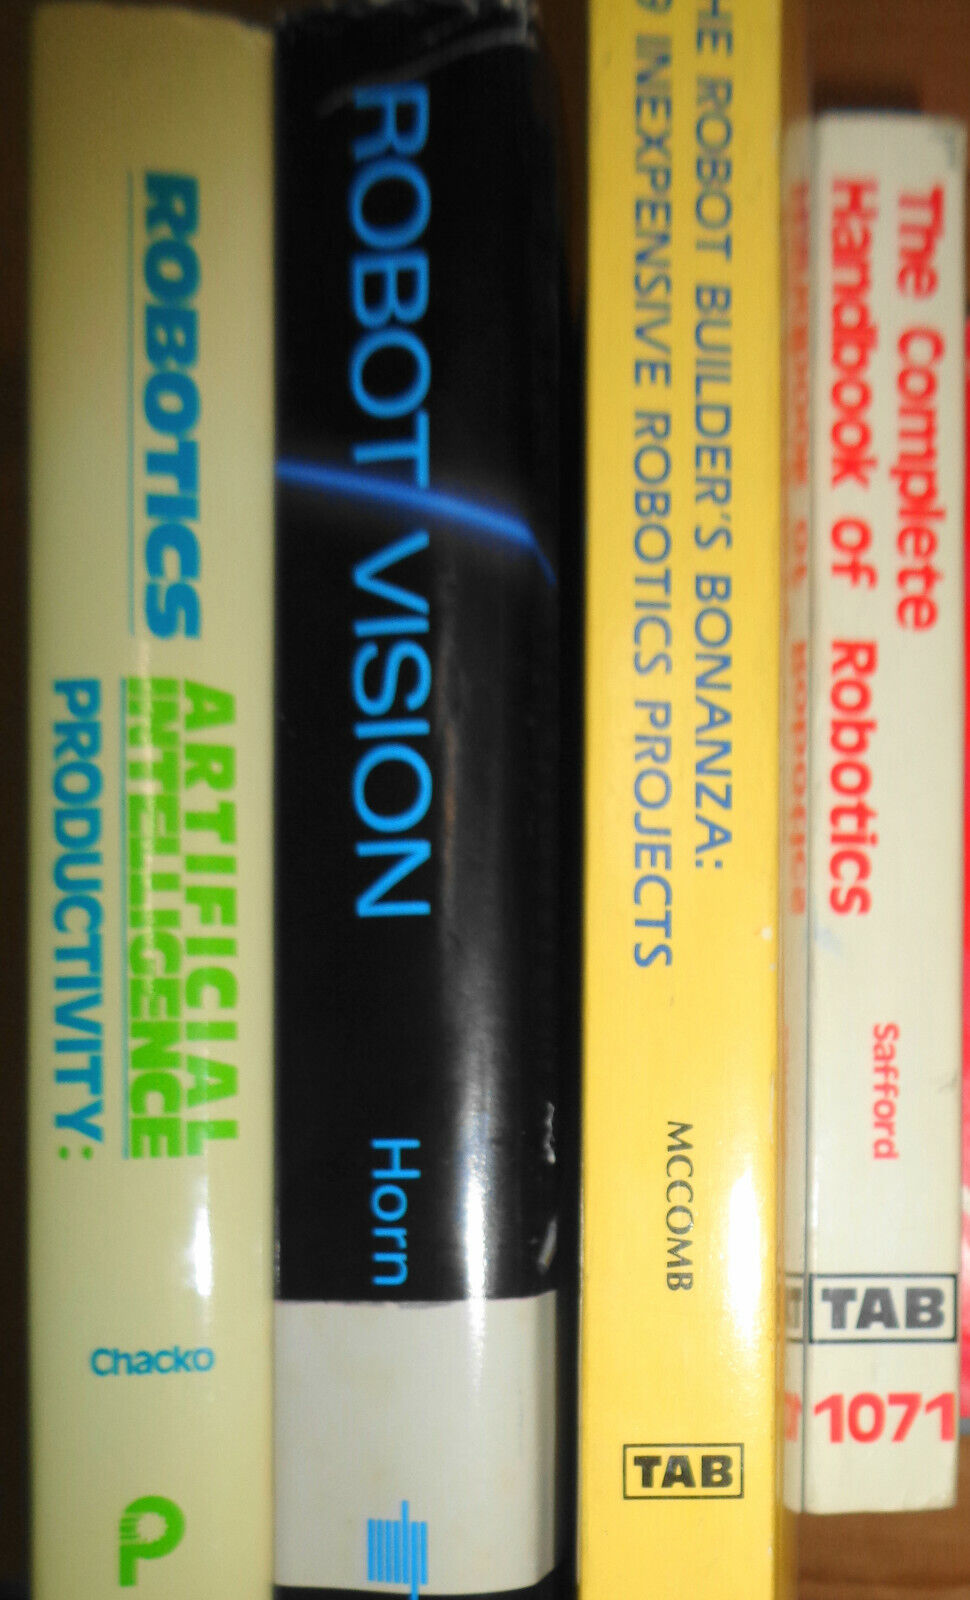 ROBOTICS
ARTIFICIAL
INTELLIGENCE
PRODUCTIVITY:
Chacko
ROBOT VISION
Horn
ROBOT BUILDER'S BONANZA:
INEXPENSIVE ROBOTICS PROJECTS
MCCOMB
TAB
The Complete
Handbook of Robotics
Safford
TAB
1071